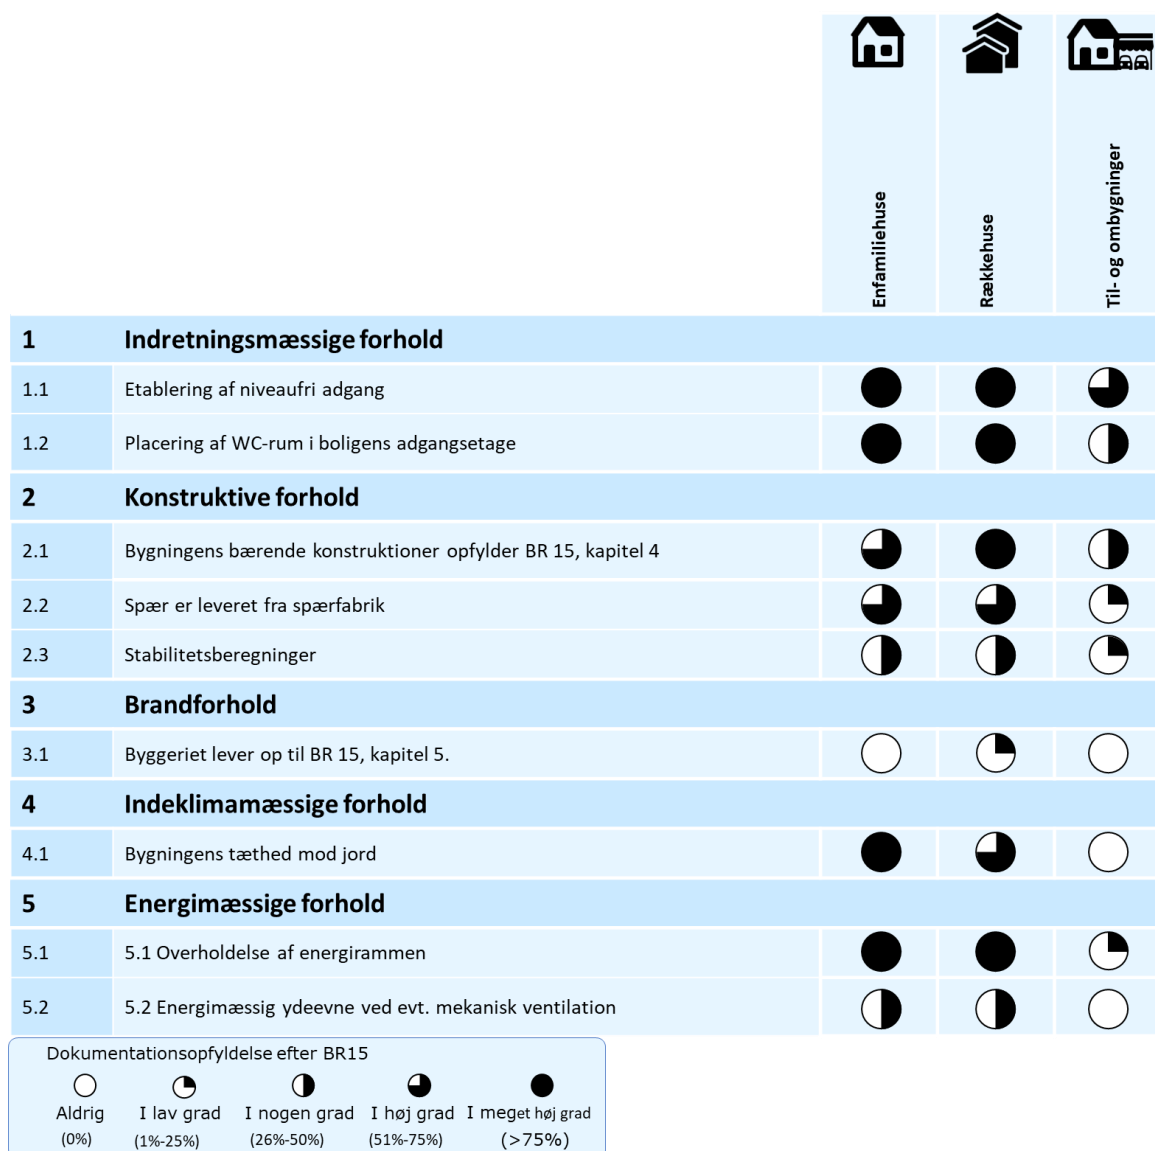 Enfamiliehuse
Rækkehuse
Til- og ombygninger
1 Indretningsmæssige forhold
1.1 Etablering af niveaufri adgang
1.2 Placering af WC-rum i boligens adgangsetage
2 Konstruktive forhold
2.1 Bygningens bærende konstruktioner opfylder BR 15, kapitel 4
2.2 Spær er leveret fra spærfabrik
2.3 Stabilitetsberegninger
3 Brandforhold
3.1 Byggeriet lever op til BR 15, kapitel 5.
4 Indeklimamæssige forhold
4.1 Bygningens tæthed mod jord
5 Energimæssige forhold
5.1 5.1 Overholdelse af energirammen
5.2 5.2 Energimæssig ydeevne ved evt. mekanisk ventilation
Dokumentationsopfyldelse efter BR15
Aldrig I lav grad I nogen grad I høj grad I meget høj grad
(0%) (1%-25%) (26%-50%) (51%-75%) (>75%)